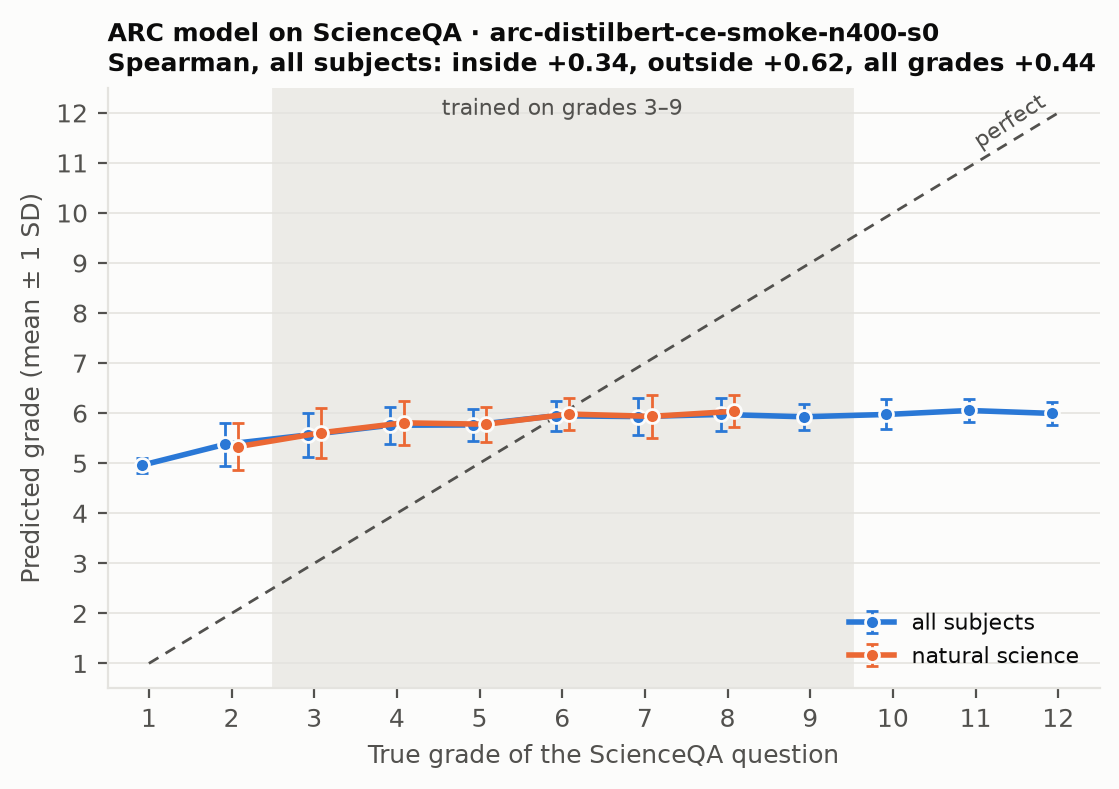 ARC model on ScienceQA · arc-distilbert-ce-smoke-n400-s0
Spearman, all subjects: inside +0.34, outside +0.62, all grades +0.44
trained on grades 3–9
perfect
Predicted grade (mean ± 1 SD)
12
11
10
9
8
7
6
5
4
3
2
1
all subjects
natural science
1 2 3 4 5 6 7 8 9 10 11 12
True grade of the ScienceQA question